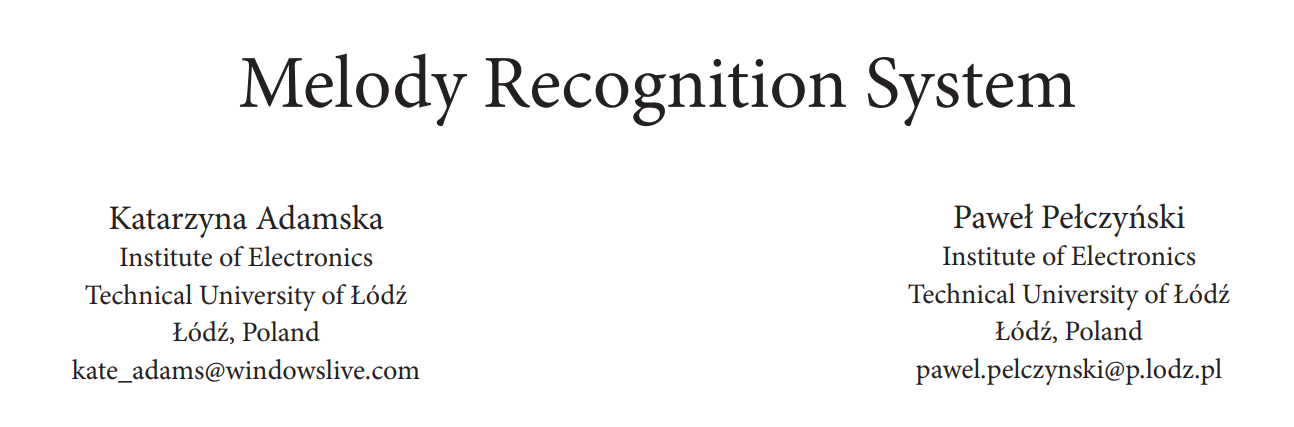 Melody Recognition System
Katarzyna Adamska
Institute of Electronics
Technical University of Łódź
Łódź, Poland
kate_adams@windowslive.com
Paweł Pełczyński
Institute of Electronics
Technical University of Łódź
Łódź, Poland
pawel.pelczynski@p.lodz.pl